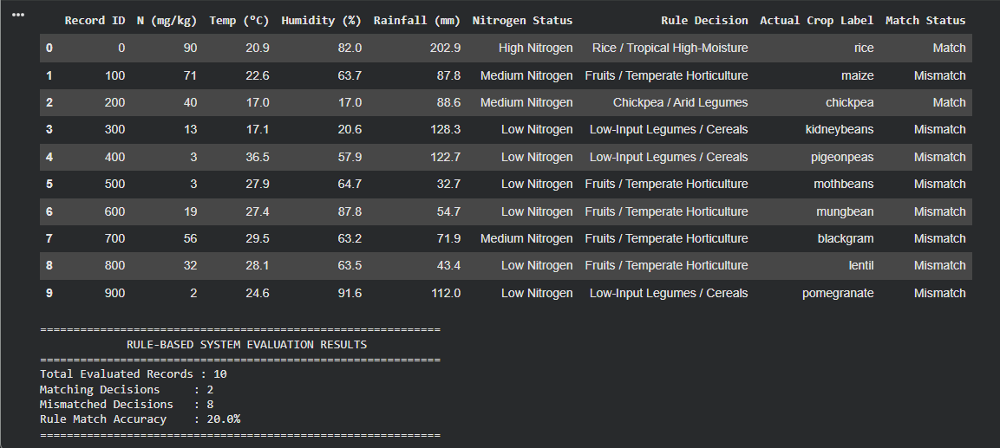 Record ID N (mg/kg) Temp (°C) Humidity (%) Rainfall (mm) Nitrogen Status Rule Decision Actual Crop Label Match Status
0 0 90 20.9 82.0 202.9 High Nitrogen Rice / Tropical High-Moisture rice Match
1 100 71 22.6 63.7 87.8 Medium Nitrogen Fruits / Temperate Horticulture maize Mismatch
2 200 40 17.0 17.0 88.6 Medium Nitrogen Chickpea / Arid Legumes chickpea Match
3 300 13 17.1 20.6 128.3 Low Nitrogen Low-Input Legumes / Cereals kidneybeans Mismatch
4 400 3 36.5 57.9 122.7 Low Nitrogen Low-Input Legumes / Cereals pigeonpeas Mismatch
5 500 3 27.9 64.7 32.7 Low Nitrogen Fruits / Temperate Horticulture mothbeans Mismatch
6 600 19 27.4 87.8 54.7 Low Nitrogen Fruits / Temperate Horticulture mungbean Mismatch
7 700 56 29.5 63.2 71.9 Medium Nitrogen Fruits / Temperate Horticulture blackgram Mismatch
8 800 32 28.1 63.5 43.4 Low Nitrogen Fruits / Temperate Horticulture lentil Mismatch
9 900 2 24.6 91.6 112.0 Low Nitrogen Low-Input Legumes / Cereals pomegranate Mismatch
============================================================
RULE-BASED SYSTEM EVALUATION RESULTS
============================================================
Total Evaluated Records : 10
Matching Decisions : 2
Mismatched Decisions : 8
Rule Match Accuracy : 20.0%
============================================================